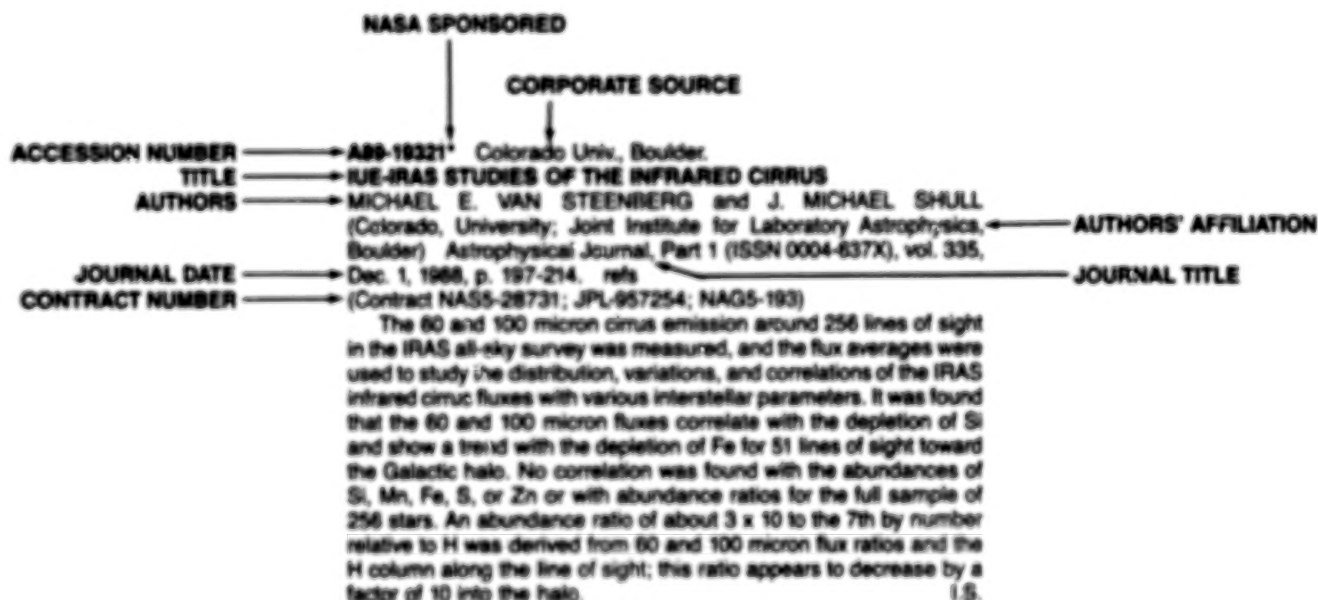 NASA SPONSORED
CORPORATE SOURCE
ACCESSION NUMBER A89-19321* Colorado Univ., Boulder.
TITLE IUE-IRAS STUDIES OF THE INFRARED CIRRUS
AUTHORS MICHAEL E. VAN STEENBERG and J. MICHAEL SHULL
(Colorado, University; Joint Institute for Laboratory Astrophysics, AUTHORS' AFFILIATION
Boulder) Astrophysical Journal, Part 1 (ISSN 0004-637X), vol. 335,
JOURNAL DATE Dec. 1, 1988, p. 197-214. refs JOURNAL TITLE
CONTRACT NUMBER (Contract NAS5-28731; JPL-957254; NAG5-193)
The 60 and 100 micron cirrus emission around 256 lines of sight
in the IRAS all-sky survey was measured, and the flux averages were
used to study the distribution, variations, and correlations of the IRAS
infrared cirrus fluxes with various interstellar parameters. It was found
that the 60 and 100 micron fluxes correlate with the depletion of Si
and show a trend with the depletion of Fe for 51 lines of sight toward
the Galactic halo. No correlation was found with the abundances of
Si, Mn, Fe, S, or Zn or with abundance ratios for the full sample of
256 stars. An abundance ratio of about 3 x 10 to the 7th by number
relative to H was derived from 60 and 100 micron flux ratios and the
H column along the line of sight; this ratio appears to decrease by a
factor of 10 into the halo. I.S.